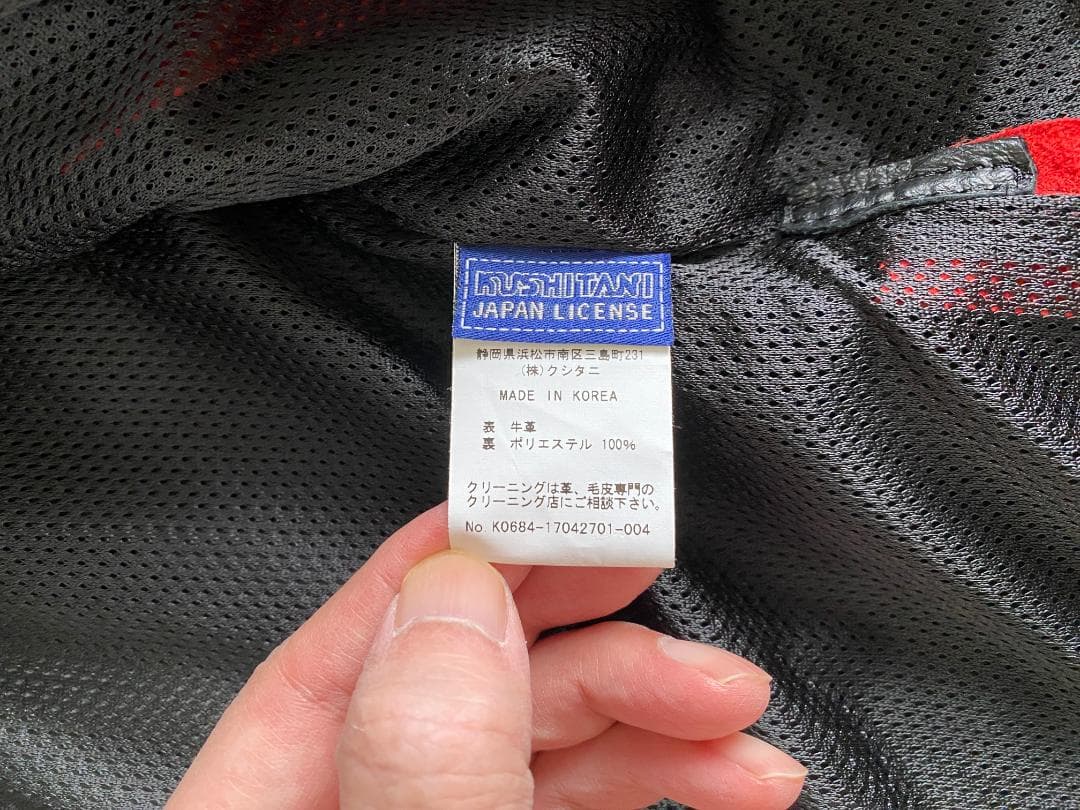 KUSHITANI
JAPAN LICENSE
静岡県浜松市南区三島町231
(株)クシタニ
MADE IN KOREA
表 牛革
裏 ポリエステル 100%
クリーニングは革、毛皮専門の
クリーニング店にご相談下さい。
No. K0684-17042701-004